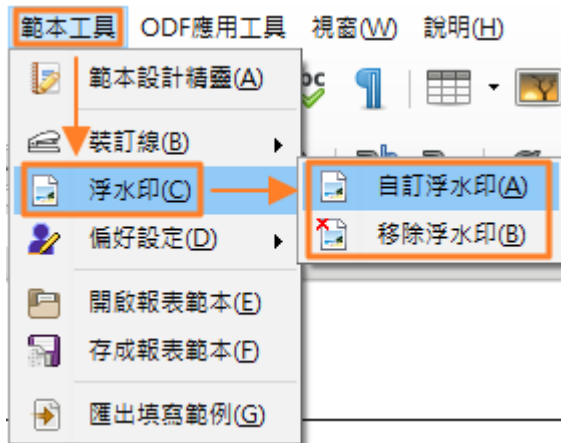 範本工具 ODF應用工具 視窗(W) 說明(H)
範本設計精靈(A)
裝訂線(B)
浮水印(C) 自訂浮水印(A)
偏好設定(D) 移除浮水印(B)
開啟報表範本(E)
存成報表範本(F)
匯出填寫範例(G)